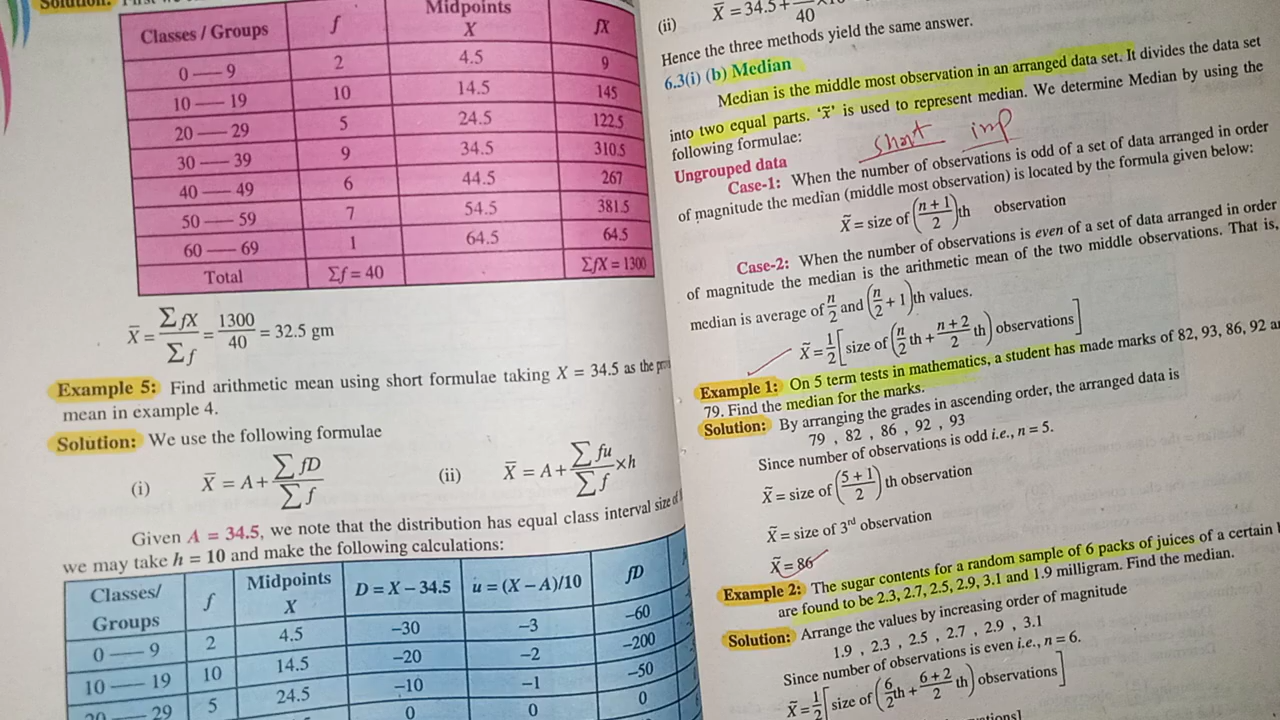 Solution:
Classes / Groups f Midpoints X fX
0 — 9 2 4.5 9
10 — 19 10 14.5 145
20 — 29 5 24.5 122.5
30 — 39 9 34.5 310.5
40 — 49 6 44.5 267
50 — 59 7 54.5 381.5
60 — 69 1 64.5 64.5
Total Σf = 40 ΣfX = 1300
X̄ = ΣfX / Σf = 1300 / 40 = 32.5 gm
Example 5: Find arithmetic mean using short formulae taking X = 34.5 as the
mean in example 4.
Solution: We use the following formulae
(i) X̄ = A + ΣfD / Σf (ii) X̄ = A + Σfu / Σf × h
Given A = 34.5, we note that the distribution has equal class interval size of
we may take h = 10 and make the following calculations:
Classes/ Groups f Midpoints X D = X – 34.5 u = (X – A)/10 fD
0 — 9 2 4.5 –30 –3 –60
10 — 19 10 14.5 –20 –2 –200
20 — 29 5 24.5 –10 –1 –50
0 0 0
(ii) X̄ = 34.5 + / 40
Hence the three methods yield the same answer.
6.3(i) (b) Median
Median is the middle most observation in an arranged data set. It divides the data set
into two equal parts. ‘x̃’ is used to represent median. We determine Median by using the
following formulae:
short imp
Ungrouped data
Case-1: When the number of observations is odd of a set of data arranged in order
of magnitude the median (middle most observation) is located by the formula given below:
X̃ = size of ((n + 1) / 2)th observation
Case-2: When the number of observations is even of a set of data arranged in order
of magnitude the median is the arithmetic mean of the two middle observations. That is,
median is average of n/2 and (n/2 + 1)th values.
X̃ = 1/2 [size of (n/2 th + (n + 2)/2 th) observations]
Example 1: On 5 term tests in mathematics, a student has made marks of 82, 93, 86, 92
79. Find the median for the marks.
Solution: By arranging the grades in ascending order, the arranged data is
79 , 82 , 86 , 92 , 93
Since number of observations is odd i.e., n = 5.
X̃ = size of ((5 + 1) / 2) th observation
X̃ = size of 3rd observation
X̃ = 86
Example 2: The sugar contents for a random sample of 6 packs of juices of a certain
are found to be 2.3, 2.7, 2.5, 2.9, 3.1 and 1.9 milligram. Find the median.
Solution: Arrange the values by increasing order of magnitude
1.9 , 2.3 , 2.5 , 2.7 , 2.9 , 3.1
Since number of observations is even i.e., n = 6.
X̃ = 1/2 [size of (6/2 th + (6 + 2)/2 th) observations]